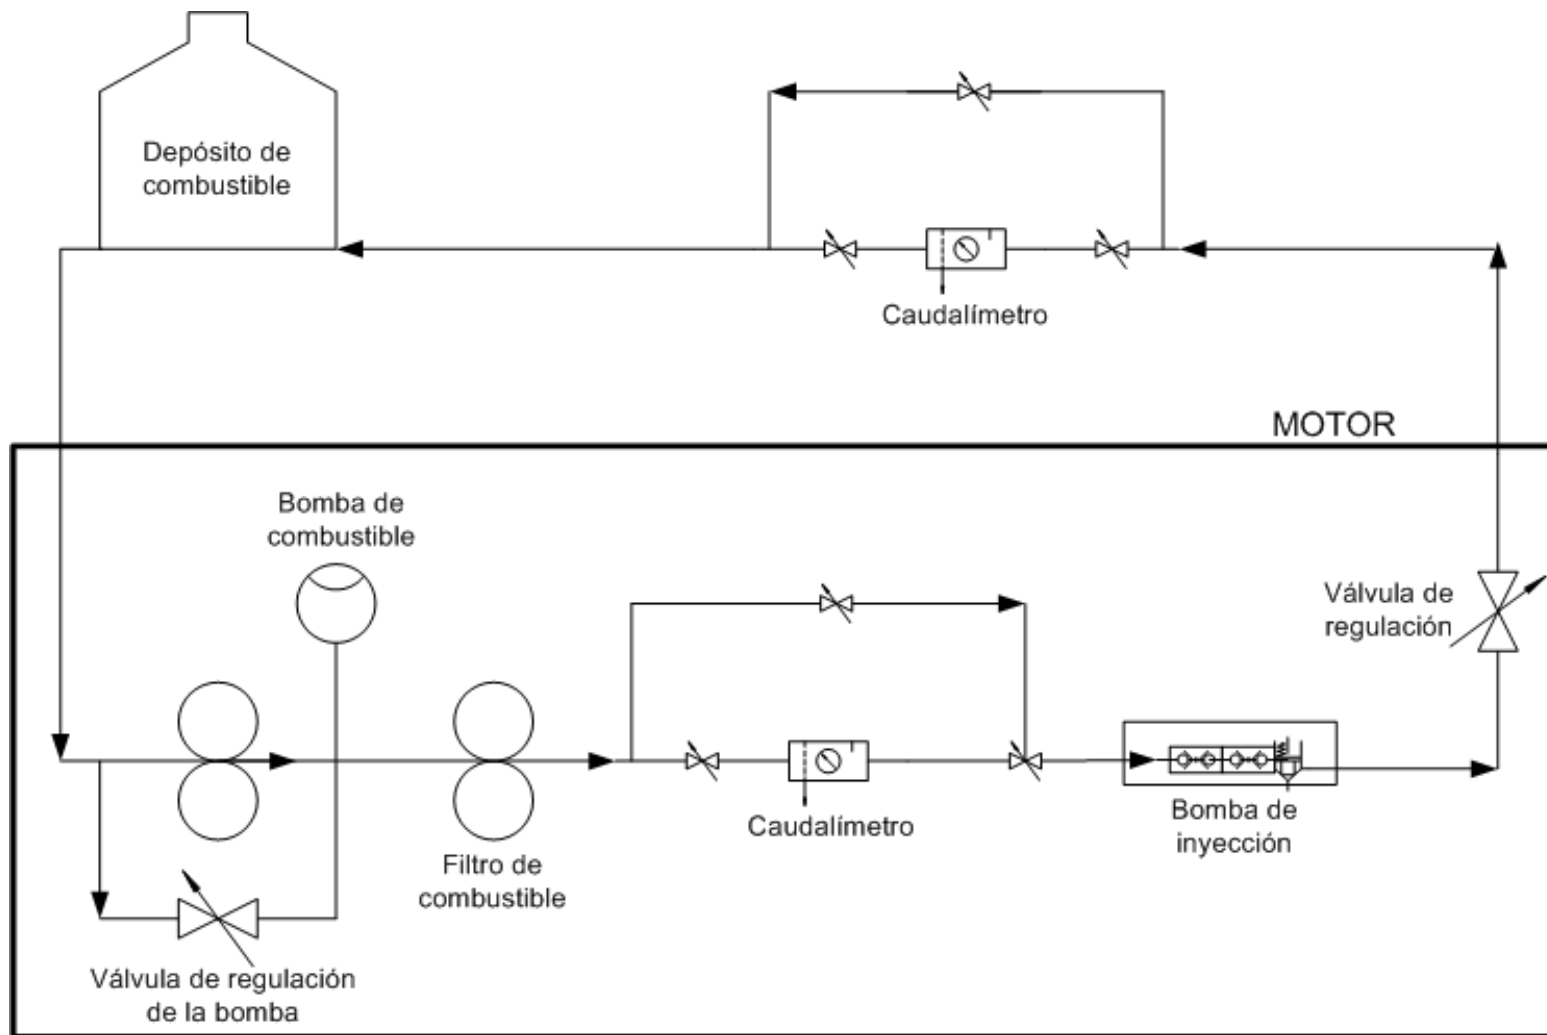 Depósito de
combustible
Caudalímetro
MOTOR
Bomba de
combustible
Válvula de
regulación
Caudalímetro
Bomba de
inyección
Filtro de
combustible
Válvula de regulación
de la bomba